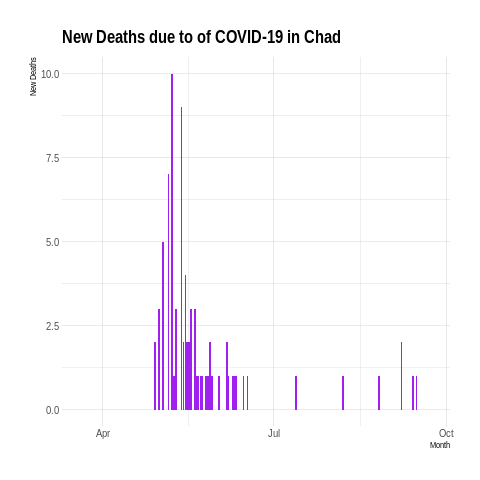 New Deaths due to of COVID-19 in Chad
New Deaths
10.0
7.5
5.0
2.5
0.0
Apr
Jul
Oct
Month